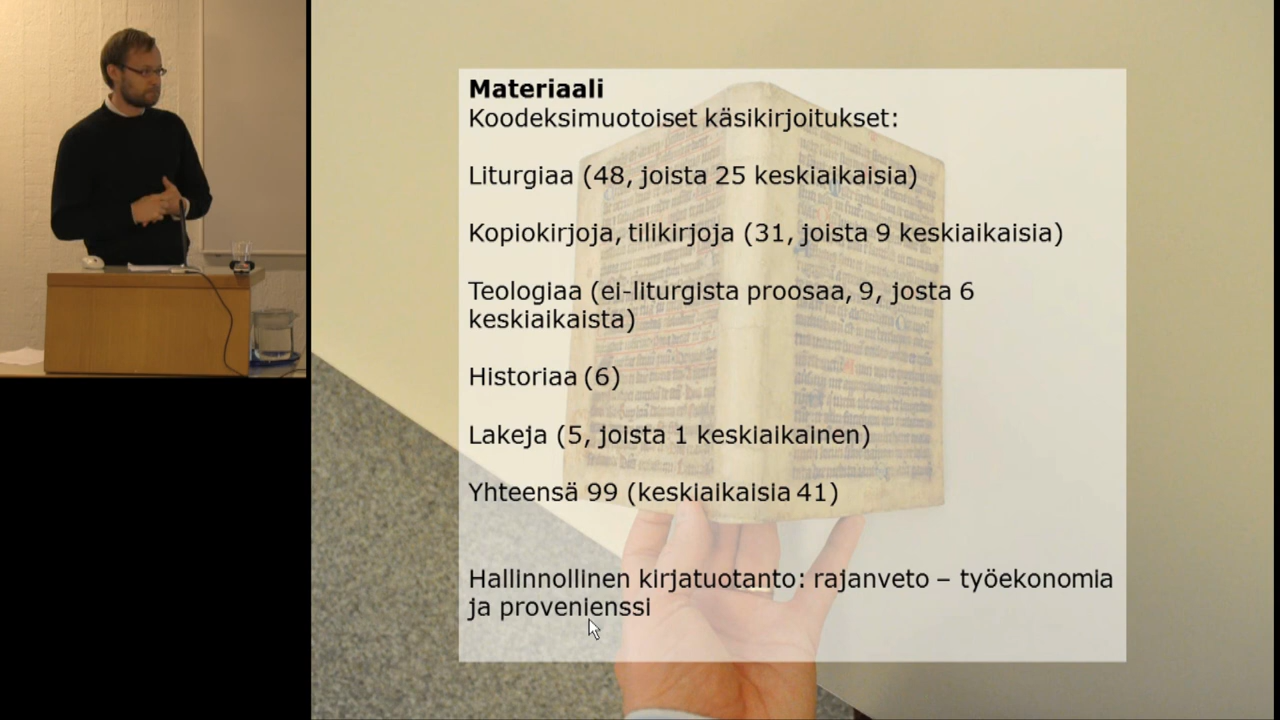 Materiaali
Koodeksimuotoiset käsikirjoitukset:
Liturgiaa (48, joista 25 keskiaikaisia)
Kopiokirjoja, tilikirjoja (31, joista 9 keskiaikaisia)
Teologiaa (ei-liturgista proosaa, 9, josta 6
keskiaikaista)
Historiaa (6)
Lakeja (5, joista 1 keskiaikainen)
Yhteensä 99 (keskiaikaisia 41)
Hallinnollinen kirjatuotanto: rajanveto – työekonomia
ja provenienssi